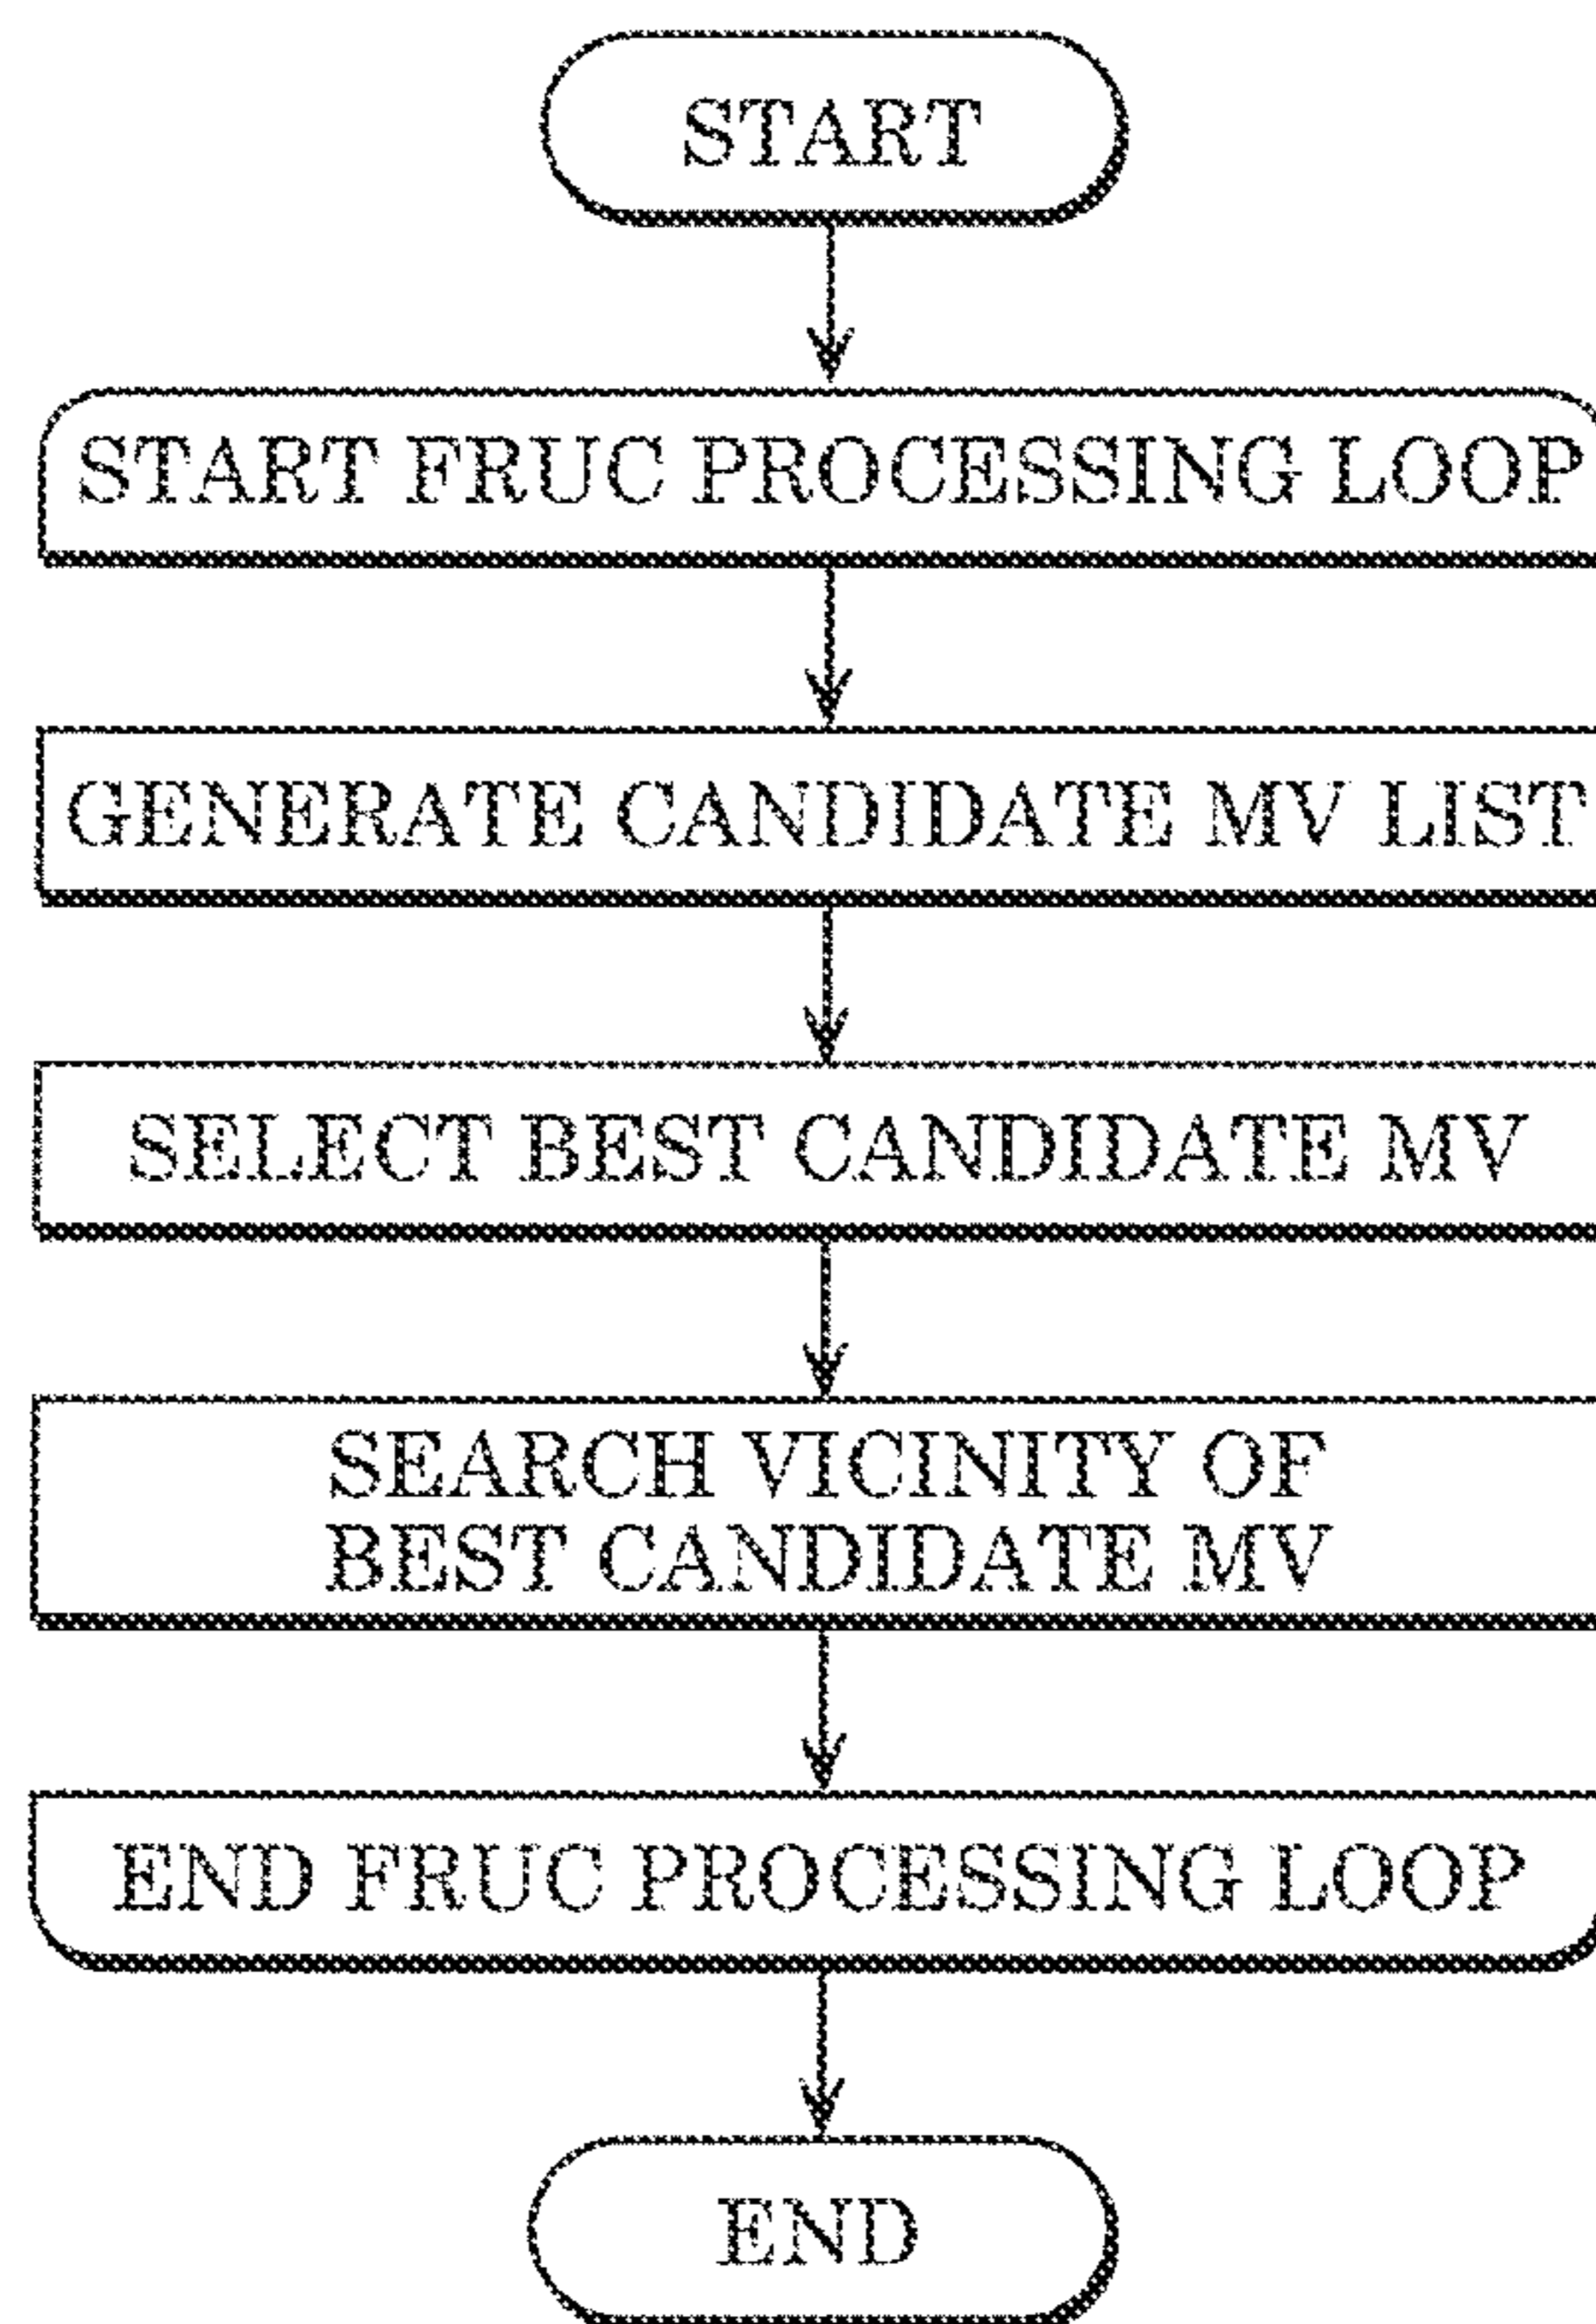 START
START FRUC PROCESSING LOOP
GENERATE CANDIDATE MV LIST
SELECT BEST CANDIDATE MV
SEARCH VICINITY OF
BEST CANDIDATE MV
END FRUC PROCESSING LOOP
END